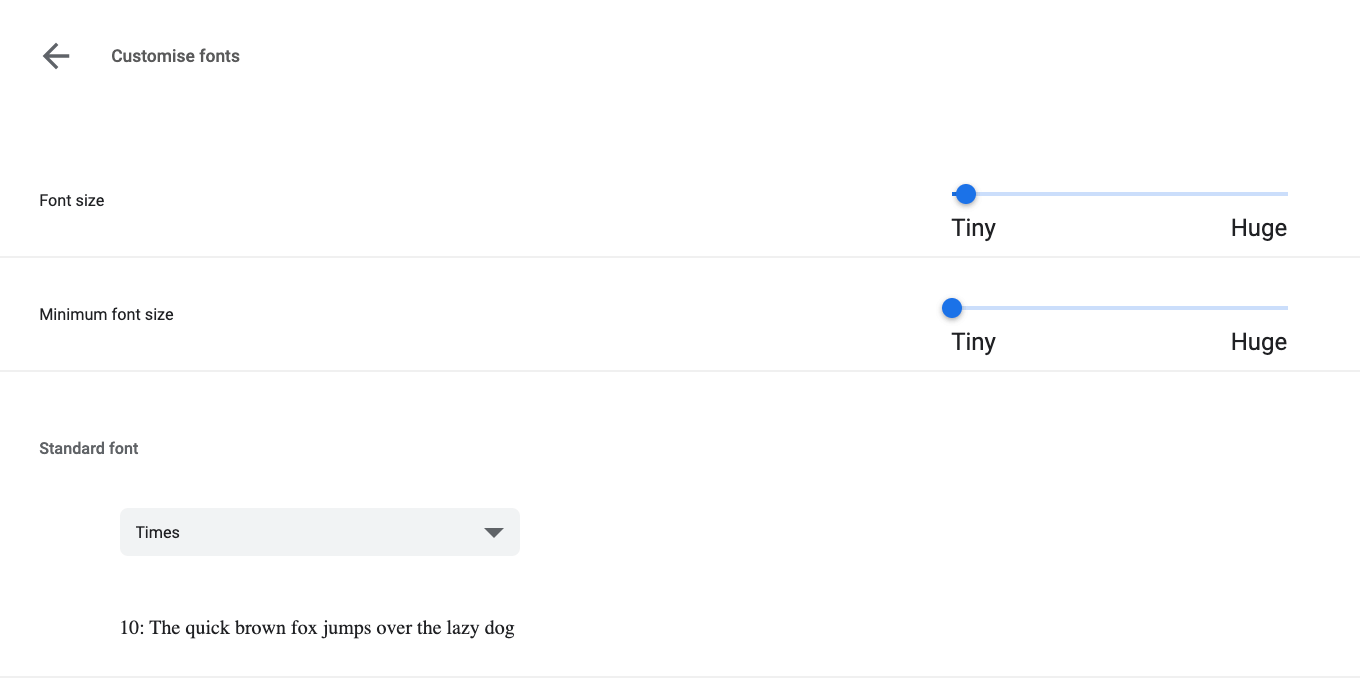 Customise fonts
Font size
Tiny Huge
Minimum font size
Tiny Huge
Standard font
Times
10: The quick brown fox jumps over the lazy dog